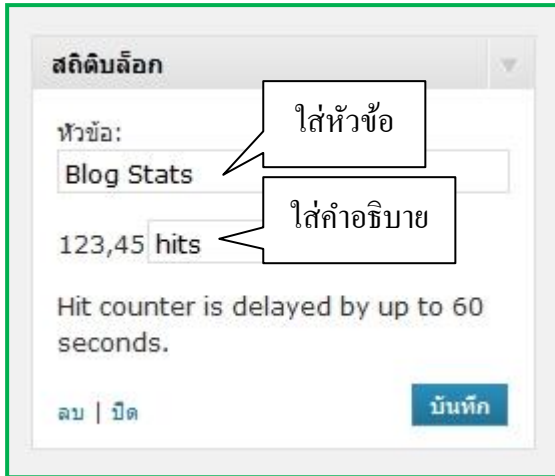 สถิติบล็อก
ใส่หัวข้อ
หัวข้อ:
Blog Stats
ใส่คำอธิบาย
123,45 hits
Hit counter is delayed by up to 60
seconds.
ลบ | ปิด
บันทึก